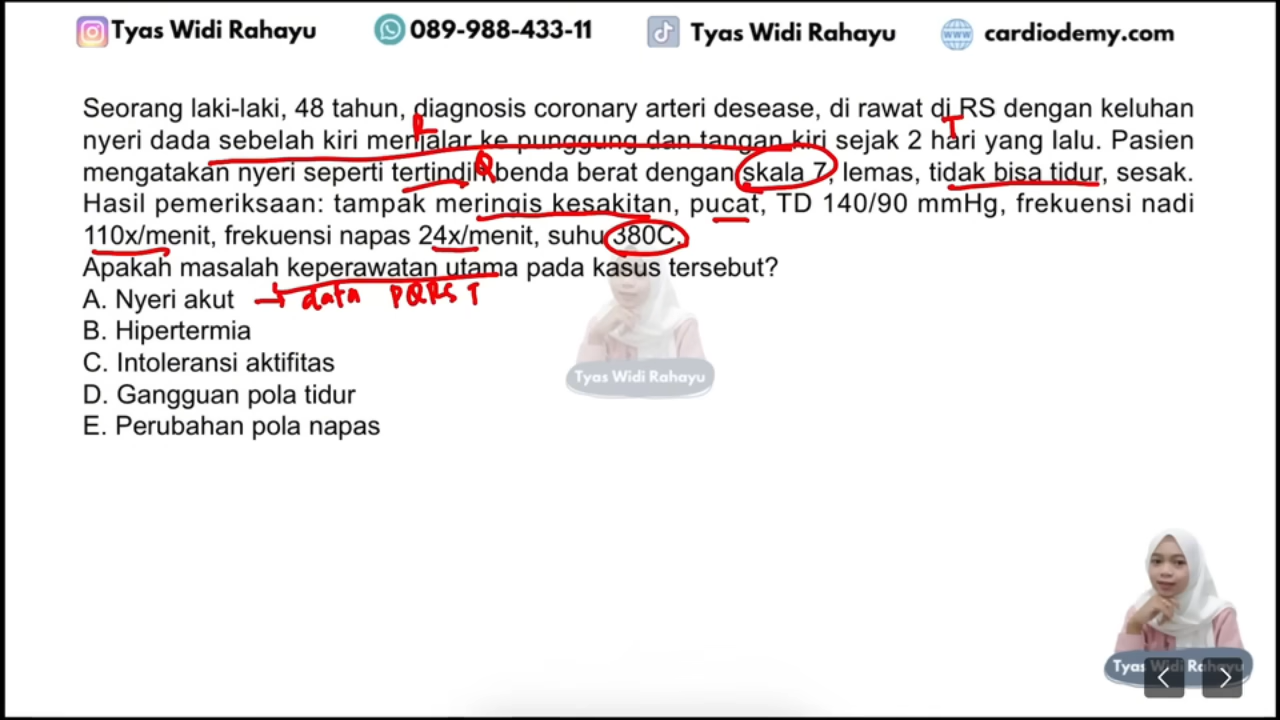 Tyas Widi Rahayu 089-988-433-11 Tyas Widi Rahayu www cardiodemy.com
Seorang laki-laki, 48 tahun, diagnosis coronary arteri desease, di rawat di RS dengan keluhan
R T
nyeri dada sebelah kiri menjalar ke punggung dan tangan kiri sejak 2 hari yang lalu. Pasien
Q
mengatakan nyeri seperti tertindih benda berat dengan skala 7, lemas, tidak bisa tidur, sesak.
Hasil pemeriksaan: tampak meringis kesakitan, pucat, TD 140/90 mmHg, frekuensi nadi
110x/menit, frekuensi napas 24x/menit, suhu 380C.
Apakah masalah keperawatan utama pada kasus tersebut?
A. Nyeri akut → data PQRST
B. Hipertermia
C. Intoleransi aktifitas
D. Gangguan pola tidur
E. Perubahan pola napas
Tyas Widi Rahayu
Tyas Widi Rahayu